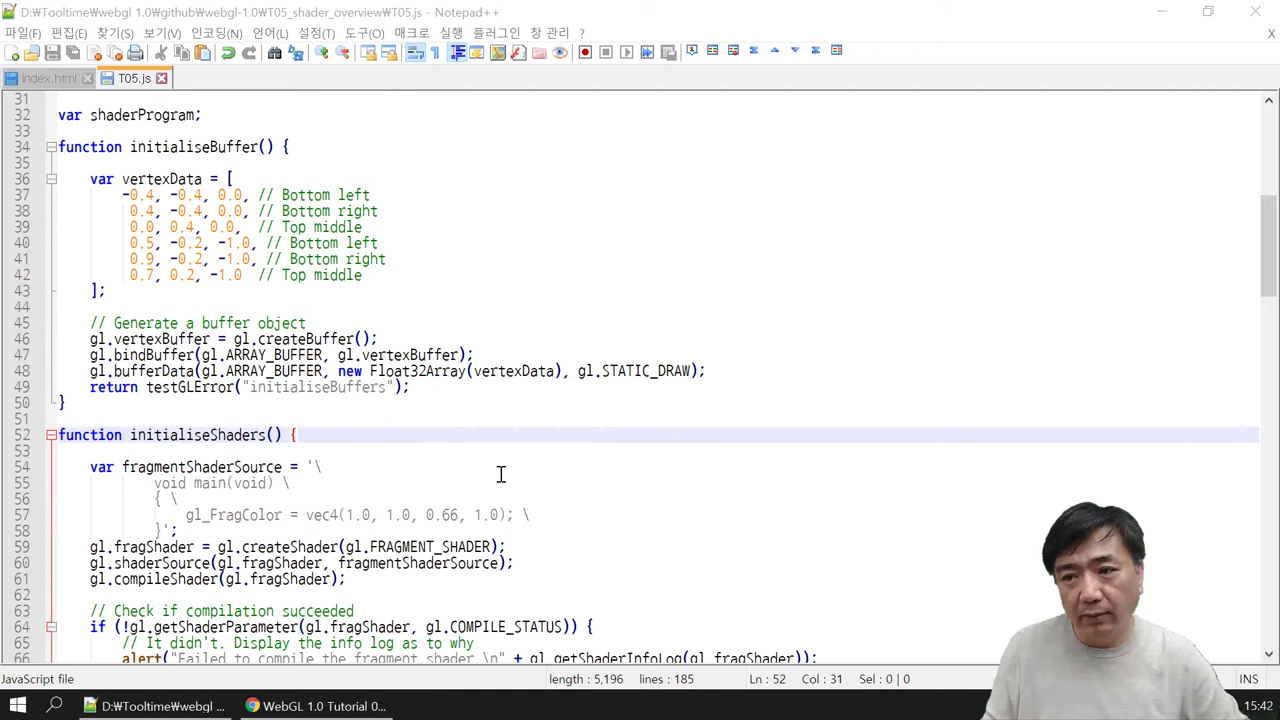 D:₩Tooltime₩webgl 1.0₩github₩webgl-1.0₩T05_shader_overview₩T05.js - Notepad++
파일(F) 편집(E) 찾기(S) 보기(V) 인코딩(N) 언어(L) 설정(T) 도구(O) 매크로 실행 플러그인 창 관리 ? X
index.html T05.js
31
32 var shaderProgram;
33
34 function initialiseBuffer() {
35
36 var vertexData = [
37 -0.4, -0.4, 0.0, // Bottom left
38 0.4, -0.4, 0.0, // Bottom right
39 0.0, 0.4, 0.0, // Top middle
40 0.5, -0.2, -1.0, // Bottom left
41 0.9, -0.2, -1.0, // Bottom right
42 0.7, 0.2, -1.0 // Top middle
43 ];
44
45 // Generate a buffer object
46 gl.vertexBuffer = gl.createBuffer();
47 gl.bindBuffer(gl.ARRAY_BUFFER, gl.vertexBuffer);
48 gl.bufferData(gl.ARRAY_BUFFER, new Float32Array(vertexData), gl.STATIC_DRAW);
49 return testGLError("initialiseBuffers");
50 }
51
52 function initialiseShaders() {
53
54 var fragmentShaderSource = '\
55 void main(void) \
56 { \
57 gl_FragColor = vec4(1.0, 1.0, 0.66, 1.0); \
58 }';
59 gl.fragShader = gl.createShader(gl.FRAGMENT_SHADER);
60 gl.shaderSource(gl.fragShader, fragmentShaderSource);
61 gl.compileShader(gl.fragShader);
62
63 // Check if compilation succeeded
64 if (!gl.getShaderParameter(gl.fragShader, gl.COMPILE_STATUS)) {
65 // It didn't. Display the info log as to why
66 alert("Failed to compile the fragment shader.\n" + gl.getShaderInfoLog(gl.fragShader));
JavaScript file length : 5,196 lines : 185 Ln : 52 Col : 31 Sel : 0 | 0 INS
D:₩Tooltime₩webgl ... WebGL 1.0 Tutorial 0... 15:42